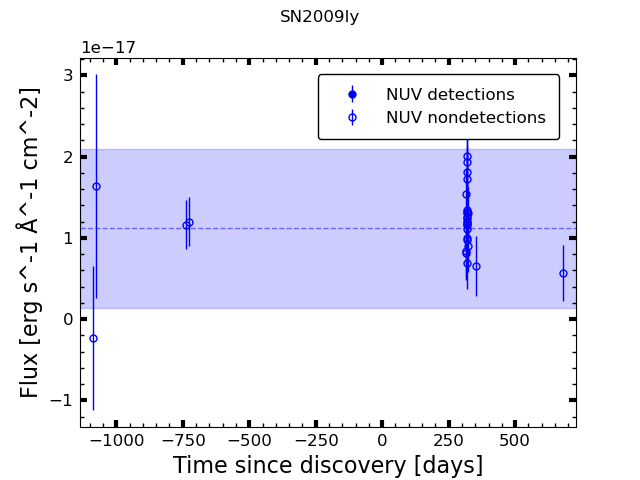 SN2009ly
1e−17
NUV detections
NUV nondetections
3
2
1
0
−1
Flux [erg s^-1 Å^-1 cm^-2]
−1000 −750 −500 −250 0 250 500
Time since discovery [days]